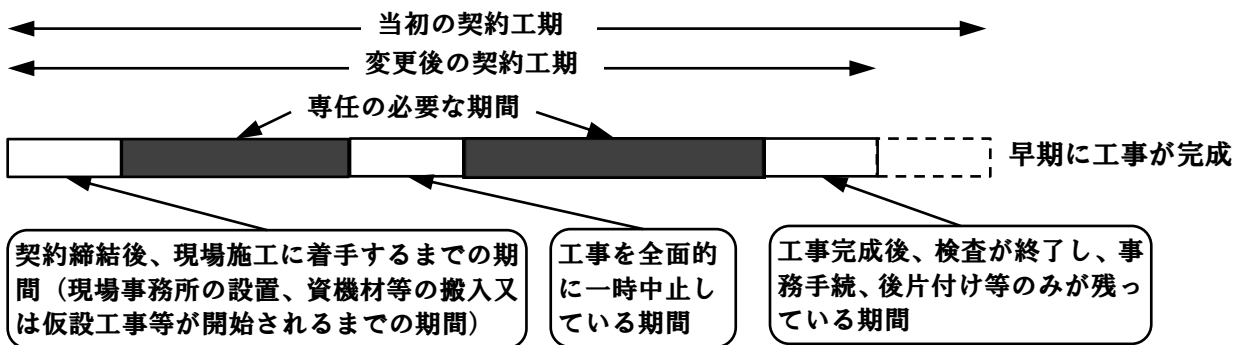 当初の契約工期
変更後の契約工期
専任の必要な期間
早期に工事が完成
契約締結後、現場施工に着手するまでの期
間（現場事務所の設置、資機材等の搬入又
は仮設工事等が開始されるまでの期間）
工事を全面的
に一時中止し
ている期間
工事完成後、検査が終了し、事
務手続、後片付け等のみが残っ
ている期間